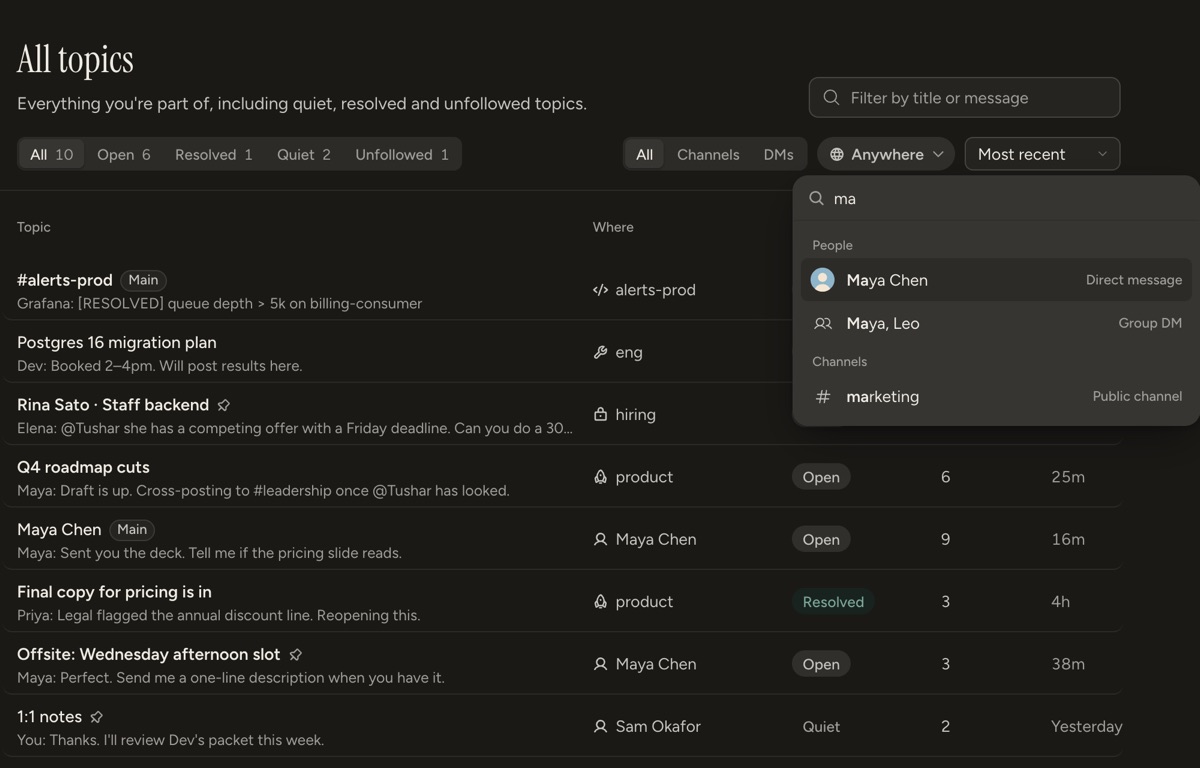 All topics
Everything you're part of, including quiet, resolved and unfollowed topics.
Filter by title or message
All 10 Open 6 Resolved 1 Quiet 2 Unfollowed 1
All Channels DMs Anywhere Most recent
ma
Topic Where
People
#alerts-prod Main
Grafana: [RESOLVED] queue depth > 5k on billing-consumer
alerts-prod
Maya Chen Direct message
Maya, Leo Group DM
Postgres 16 migration plan
Dev: Booked 2–4pm. Will post results here.
eng
Channels
Rina Sato · Staff backend
Elena: @Tushar she has a competing offer with a Friday deadline. Can you do a 30...
hiring
# marketing Public channel
Q4 roadmap cuts
Maya: Draft is up. Cross-posting to #leadership once @Tushar has looked.
product Open 6 25m
Maya Chen Main
Maya: Sent you the deck. Tell me if the pricing slide reads.
Maya Chen Open 9 16m
Final copy for pricing is in
Priya: Legal flagged the annual discount line. Reopening this.
product Resolved 3 4h
Offsite: Wednesday afternoon slot
Maya: Perfect. Send me a one-line description when you have it.
Maya Chen Open 3 38m
1:1 notes
You: Thanks. I'll review Dev's packet this week.
Sam Okafor Quiet 2 Yesterday